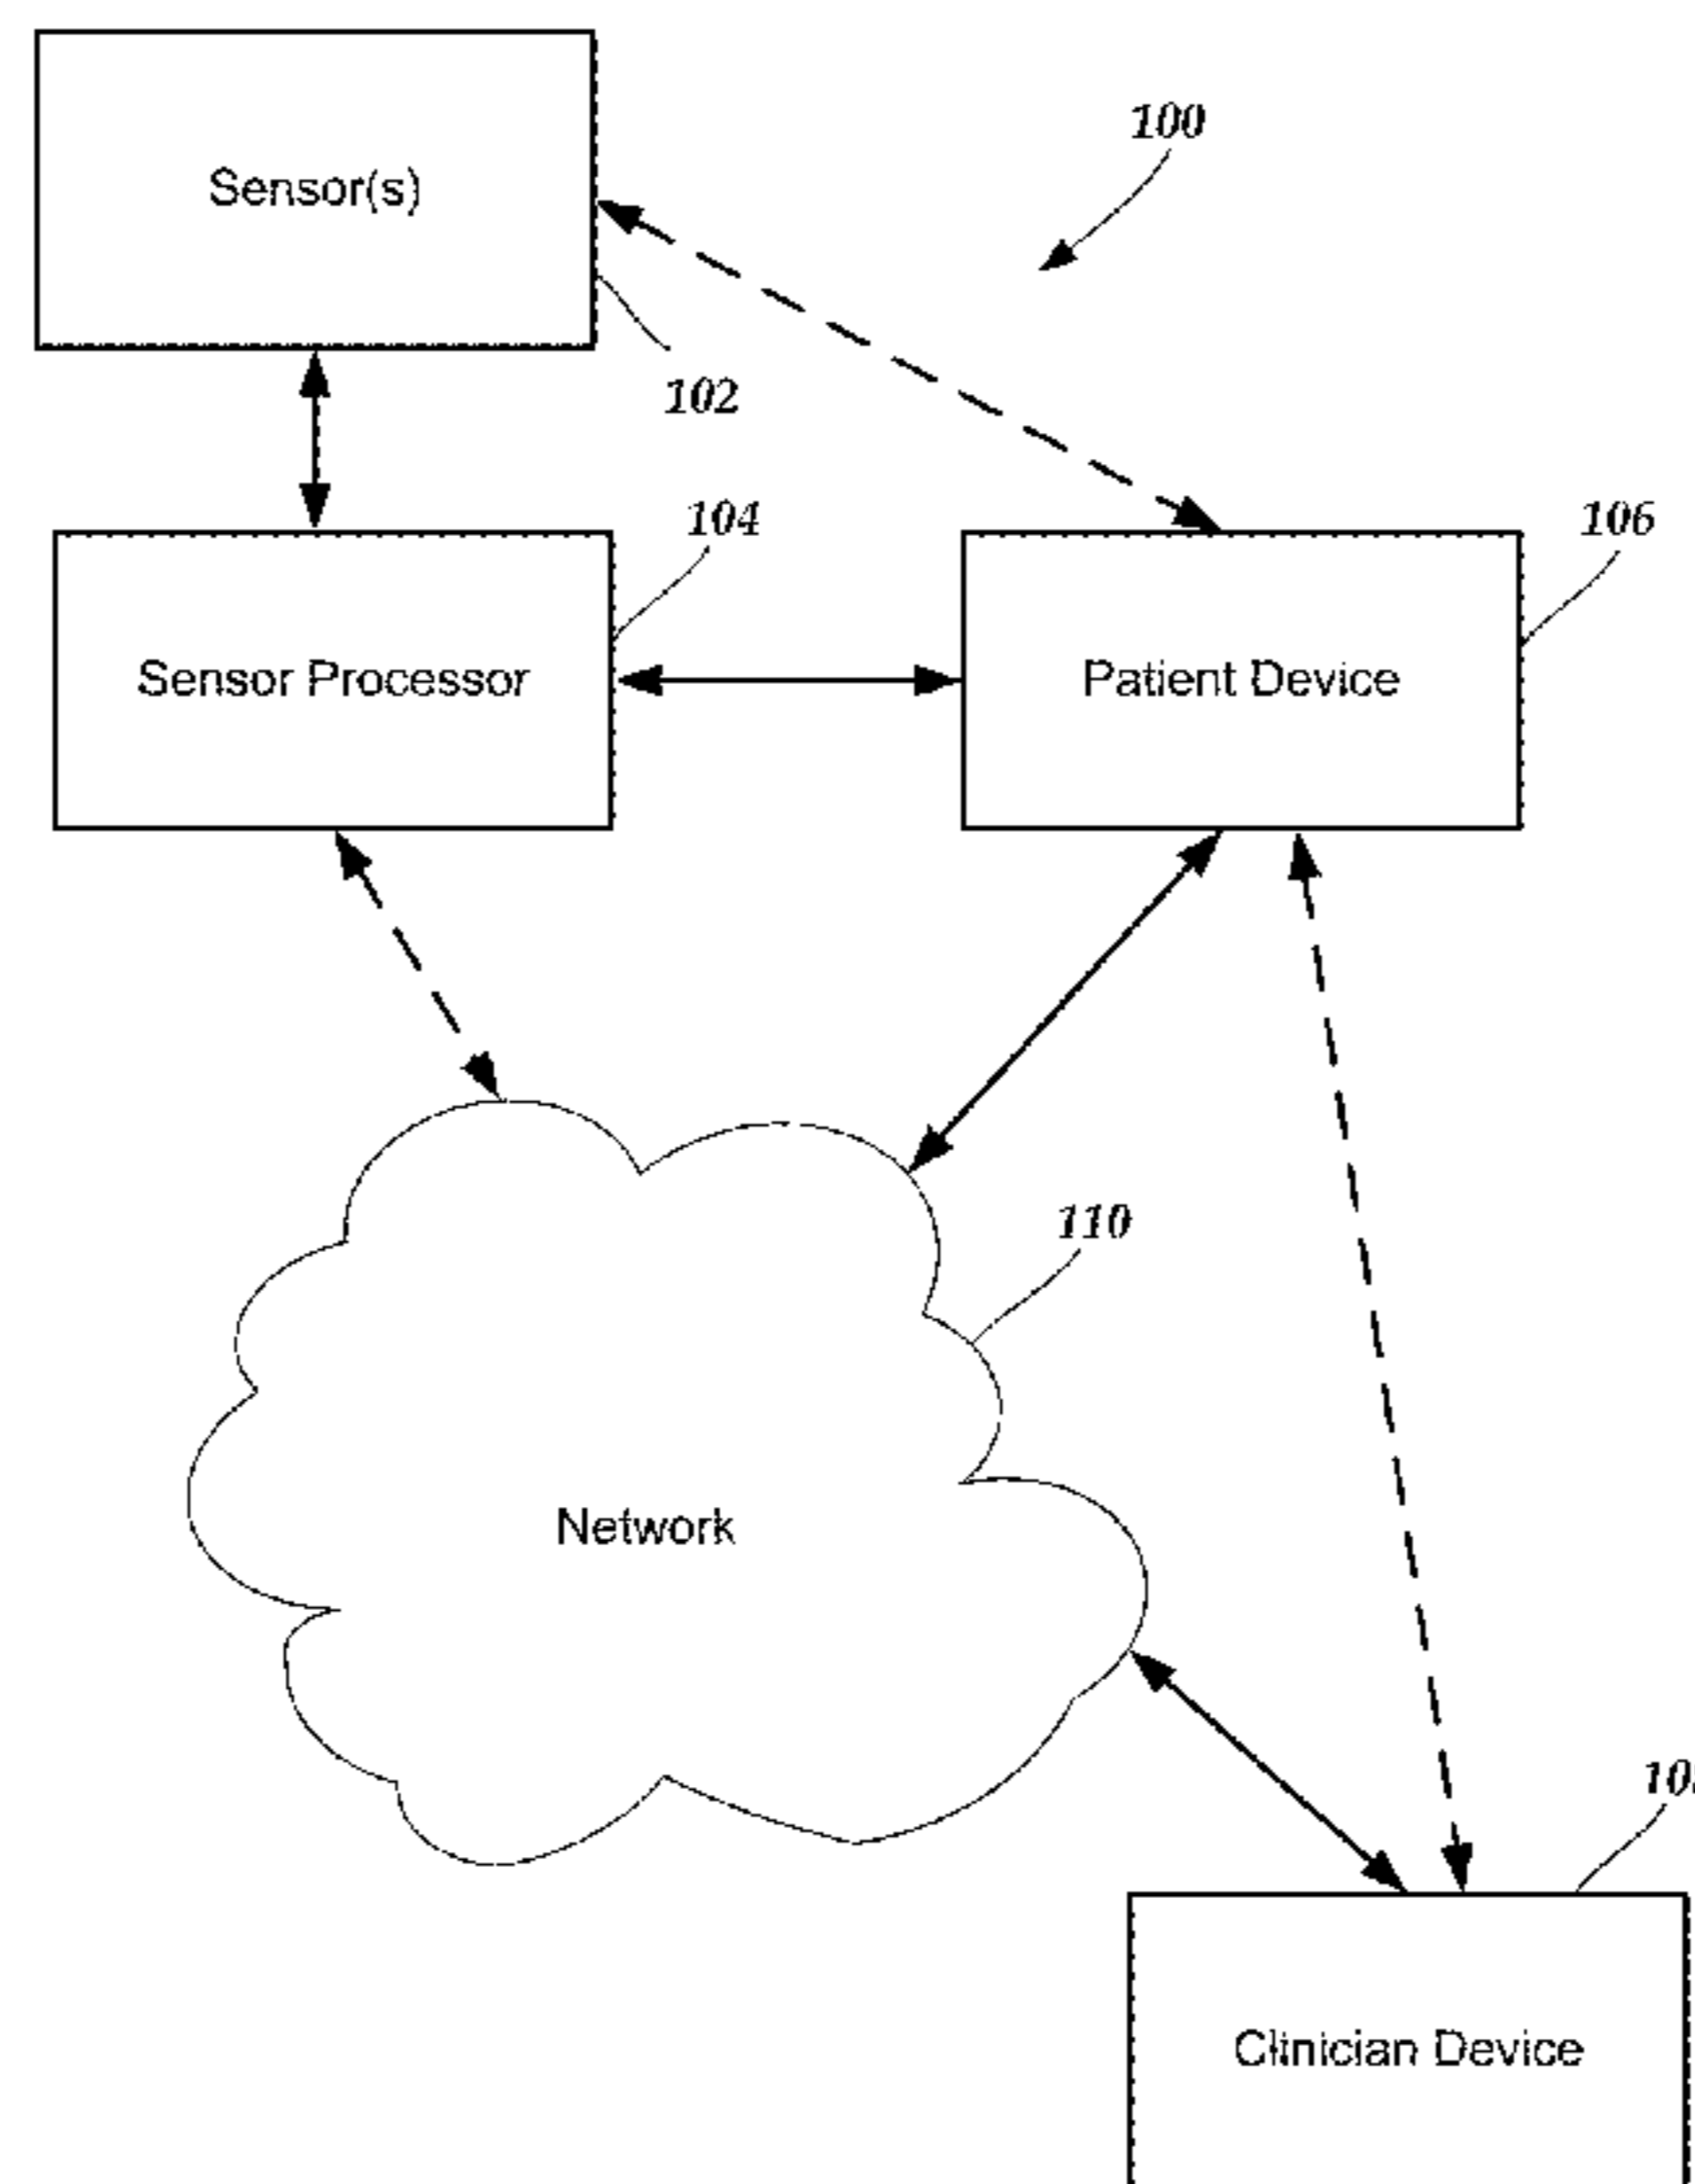 100
Sensor(s)
102
104
106
Sensor Processor
Patient Device
110
Network
Clinician Device